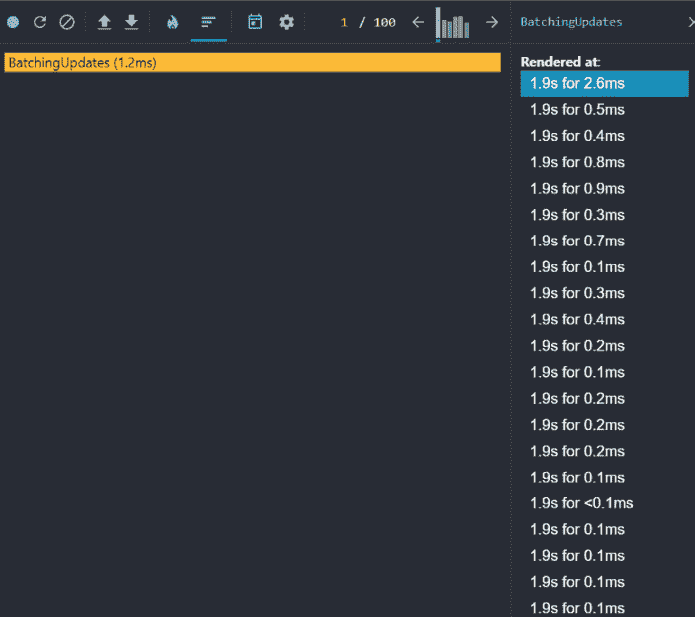 1 / 100
BatchingUpdates
BatchingUpdates (1.2ms)
Rendered at:
1.9s for 2.6ms
1.9s for 0.5ms
1.9s for 0.4ms
1.9s for 0.8ms
1.9s for 0.9ms
1.9s for 0.3ms
1.9s for 0.7ms
1.9s for 0.1ms
1.9s for 0.3ms
1.9s for 0.4ms
1.9s for 0.2ms
1.9s for 0.1ms
1.9s for 0.2ms
1.9s for 0.2ms
1.9s for 0.2ms
1.9s for 0.1ms
1.9s for <0.1ms
1.9s for 0.1ms
1.9s for 0.1ms
1.9s for 0.1ms
1.9s for 0.1ms